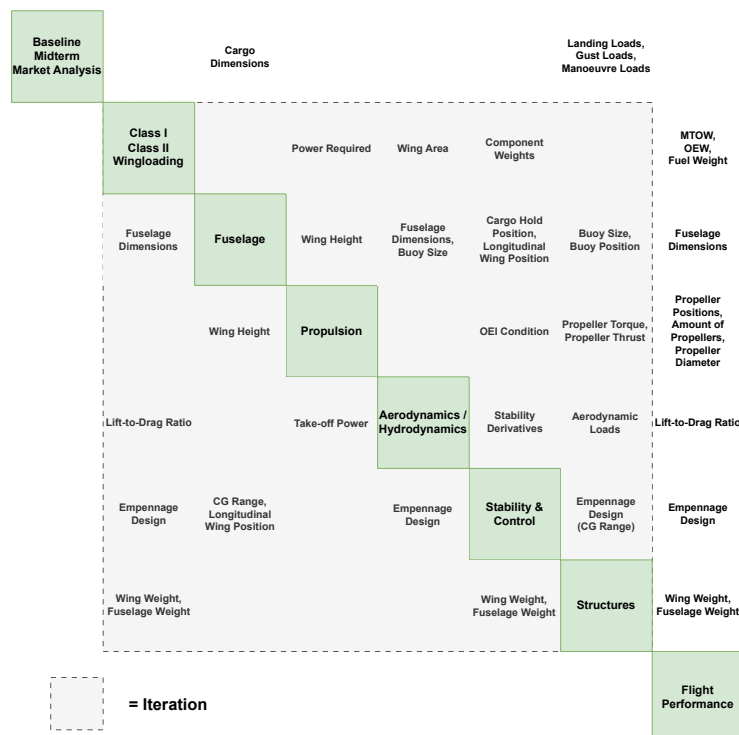 Baseline
Midterm
Market Analysis
Cargo
Dimensions
Landing Loads,
Gust Loads,
Manoeuvre Loads
Class I
Class II
Wingloading
Power Required
Wing Area
Component
Weights
MTOW,
OEW,
Fuel Weight
Fuselage
Dimensions
Fuselage
Wing Height
Fuselage
Dimensions,
Buoy Size
Cargo Hold
Position,
Longitudinal
Wing Position
Buoy Size,
Buoy Position
Fuselage
Dimensions
Wing Height
Propulsion
OEI Condition
Propeller Torque,
Propeller Thrust
Propeller
Positions,
Amount of
Propellers,
Propeller
Diameter
Lift-to-Drag Ratio
Take-off Power
Aerodynamics /
Hydrodynamics
Stability
Derivatives
Aerodynamic
Loads
Lift-to-Drag Ratio
Empennage
Design
CG Range,
Longitudinal
Wing Position
Empennage
Design
Stability &
Control
Empennage
Design
(CG Range)
Empennage
Design
Wing Weight,
Fuselage Weight
Wing Weight,
Fuselage Weight
Structures
Wing Weight,
Fuselage Weight
= Iteration
Flight
Performance